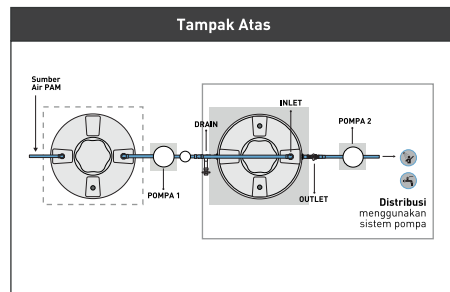 Tampak Atas
Sumber
Air PAM
INLET
DRAIN
POMPA 2
POMPA 1
OUTLET
Distribusi
menggunakan
sistem pompa